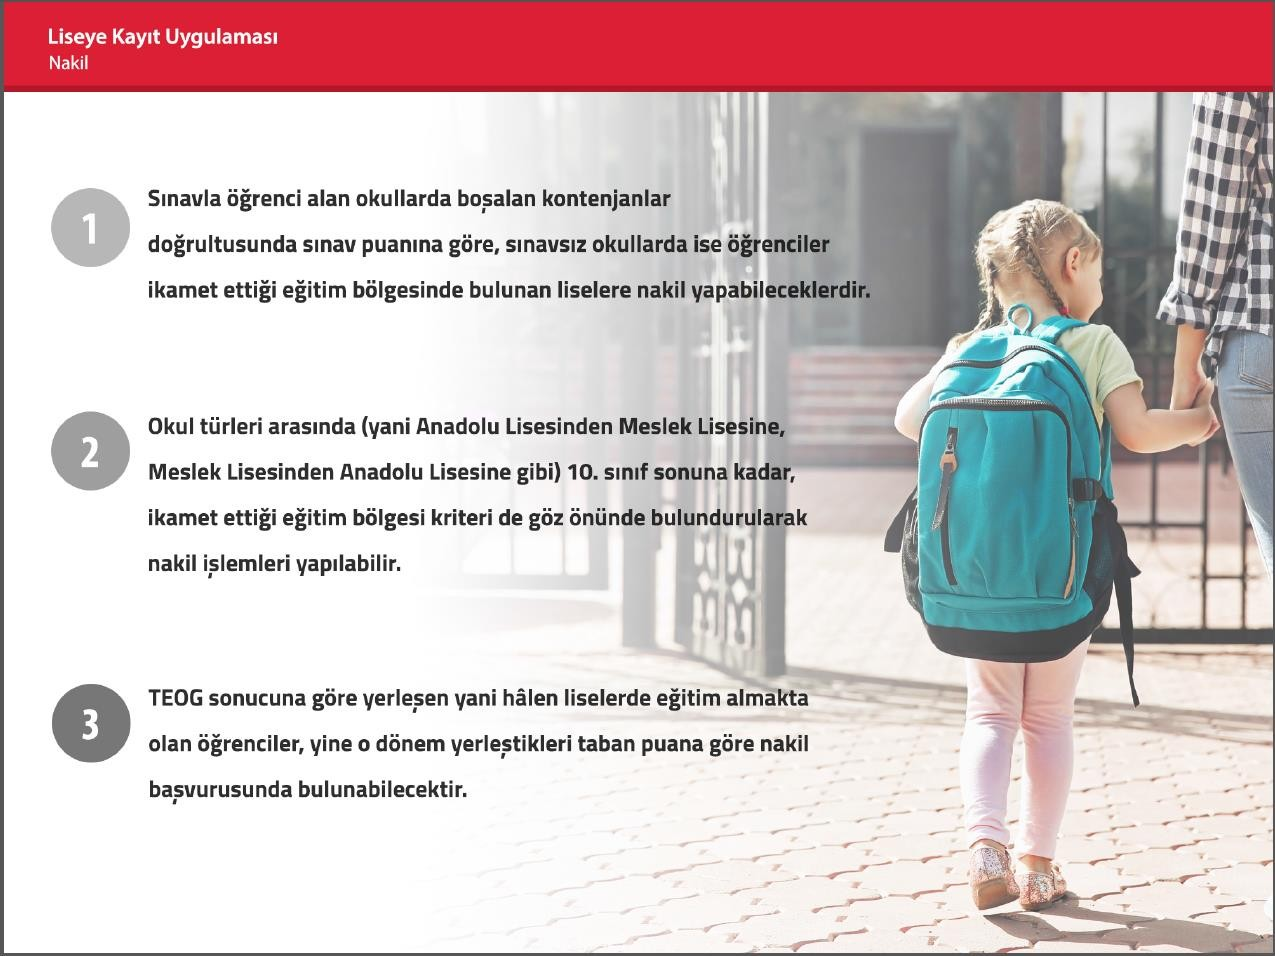 Liseye Kayıt Uygulaması
Nakil
1
Sınavla öğrenci alan okullarda boşalan kontenjanlar
doğrultusunda sınav puanına göre, sınavsız okullarda ise öğrenciler
ikamet ettiği eğitim bölgesinde bulunan liselere nakil yapabileceklerdir.
2
Okul türleri arasında (yani Anadolu Lisesinden Meslek Lisesine,
Meslek Lisesinden Anadolu Lisesine gibi) 10. sınıf sonuna kadar,
ikamet ettiği eğitim bölgesi kriteri de göz önünde bulundurularak
nakil işlemleri yapılabilir.
3
TEOG sonucuna göre yerleşen yani hâlen liselerde eğitim almakta
olan öğrenciler, yine o dönem yerleştikleri taban puana göre nakil
başvurusunda bulunabilecektir.